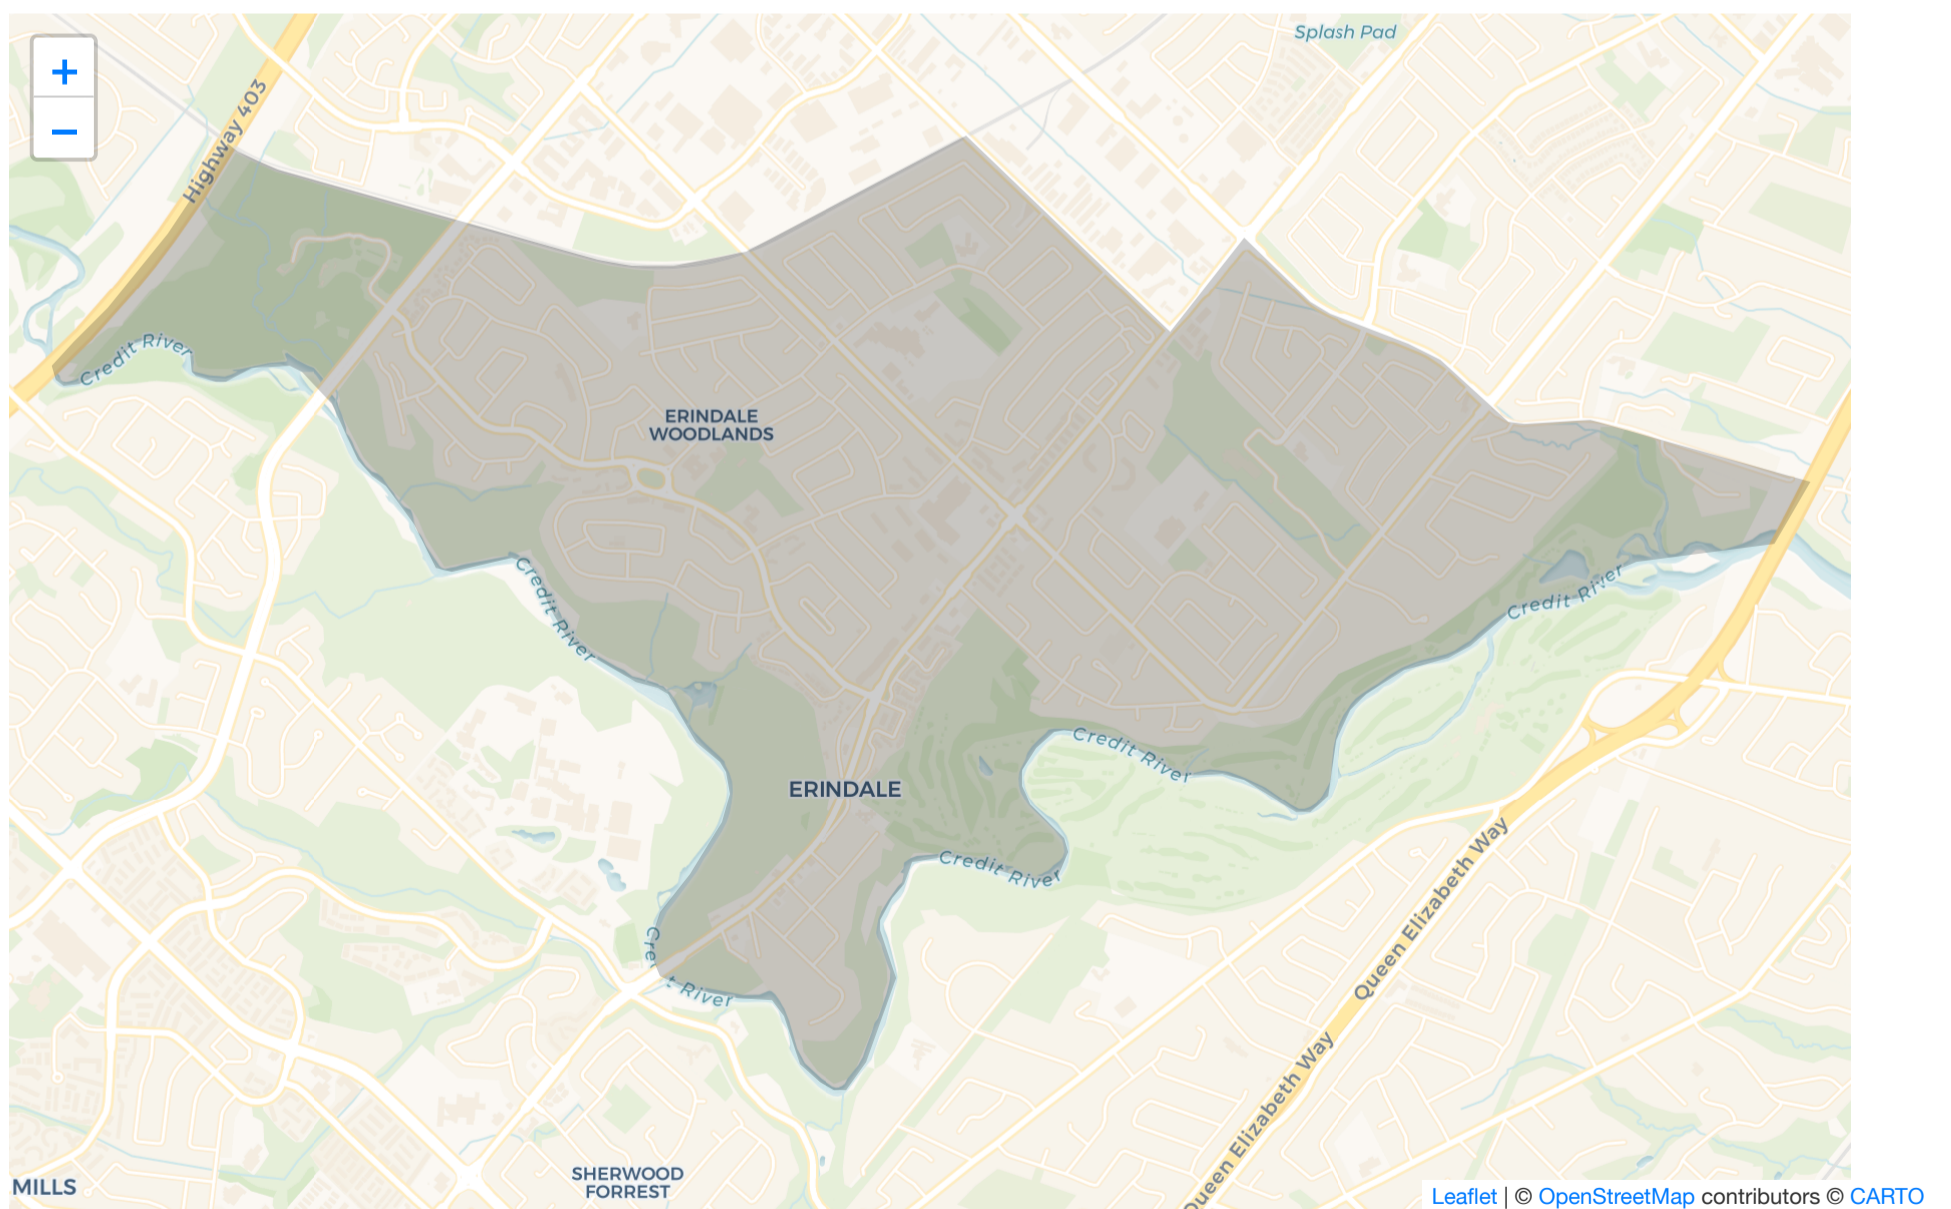 Splash Pad
+
−
Highway 403
Credit River
ERINDALE
WOODLANDS
Credit River
Credit River
Credit River
ERINDALE
Credit River
River
Queen Elizabeth Way
Queen Elizabeth Way
SHERWOOD
FORREST
MILLS
Leaflet | © OpenStreetMap contributors © CARTO